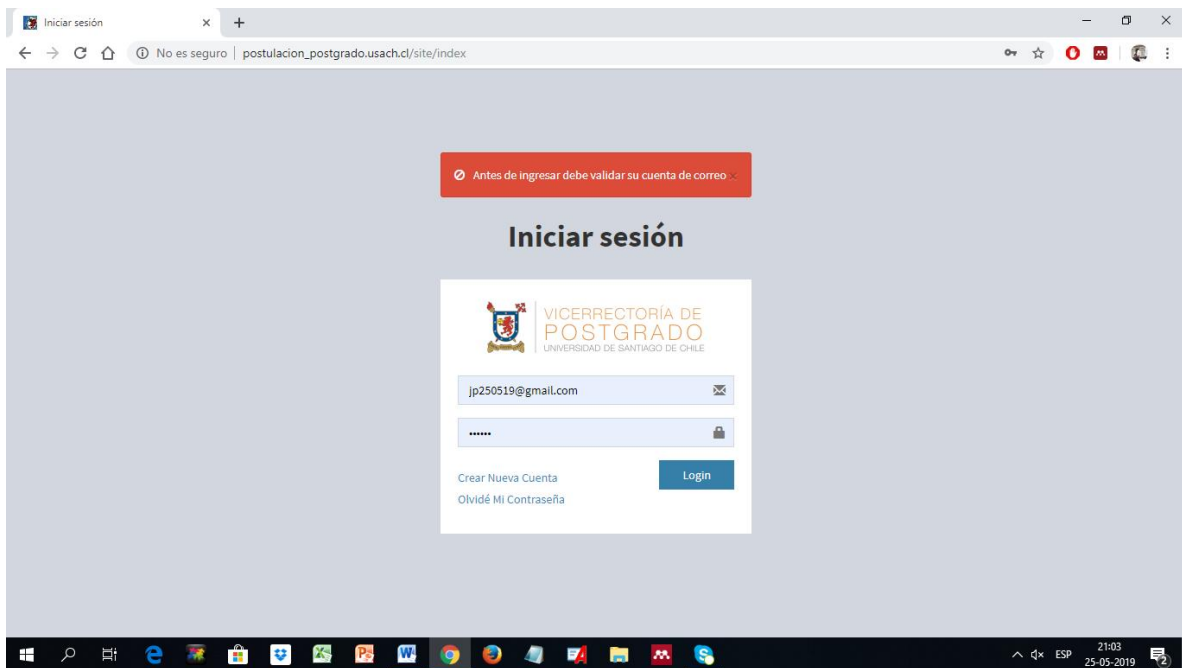 Iniciar sesión
No es seguro | postulacion_postgrado.usach.cl/site/index
Antes de ingresar debe validar su cuenta de correo ×
Iniciar sesión
VICERRECTORÍA DE
POSTGRADO
UNIVERSIDAD DE SANTIAGO DE CHILE
jp250519@gmail.com
••••••
Crear Nueva Cuenta
Login
Olvidé Mi Contraseña
ESP
21:03
25-05-2019
2